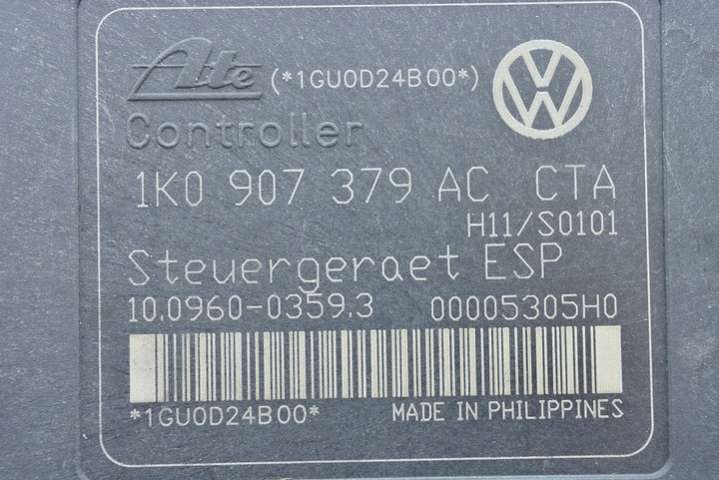 Ate (*1GU0D24B00*)
Controller
1K0 907 379 AC CTA
H11/S0101
Steuergeraet ESP
10.0960-0359.3 00005305H0
*1GU0D24B00* MADE IN PHILIPPINES